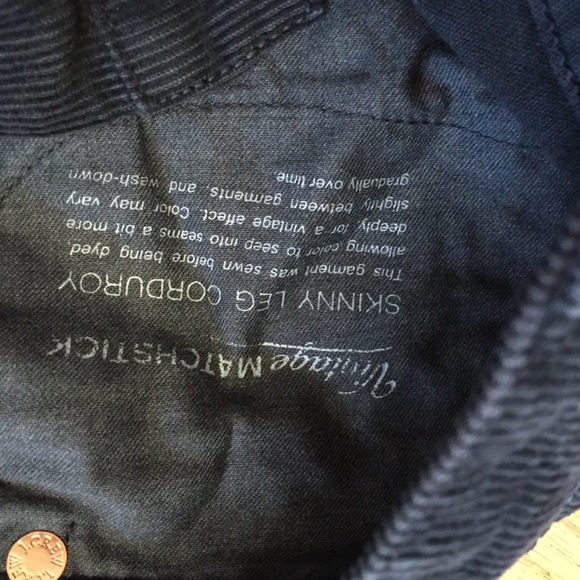 Vintage MATCHSTICK
SKINNY LEG CORDUROY
This garment was sewn before being dyed,
allowing color to seep into seams a bit more
deeply, for a vintage affect. Color may vary
slightly between garments, and wash-down
gradually over time.
J.CREW